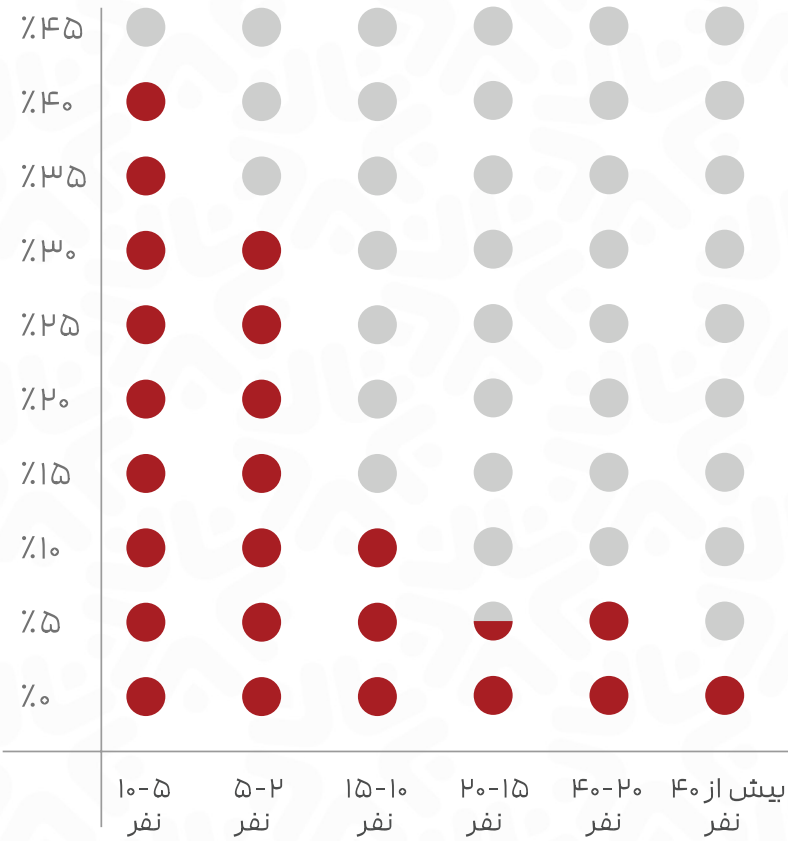 ٪۴۵
٪۴۰
٪۳۵
٪۳۰
٪۲۵
٪۲۰
٪۱۵
٪۱۰
٪۵
٪۰
۱۰-۵
نفر
۵-۲
نفر
۱۵-۱۰
نفر
۲۰-۱۵
نفر
۴۰-۲۰
نفر
بیش از ۴۰
نفر